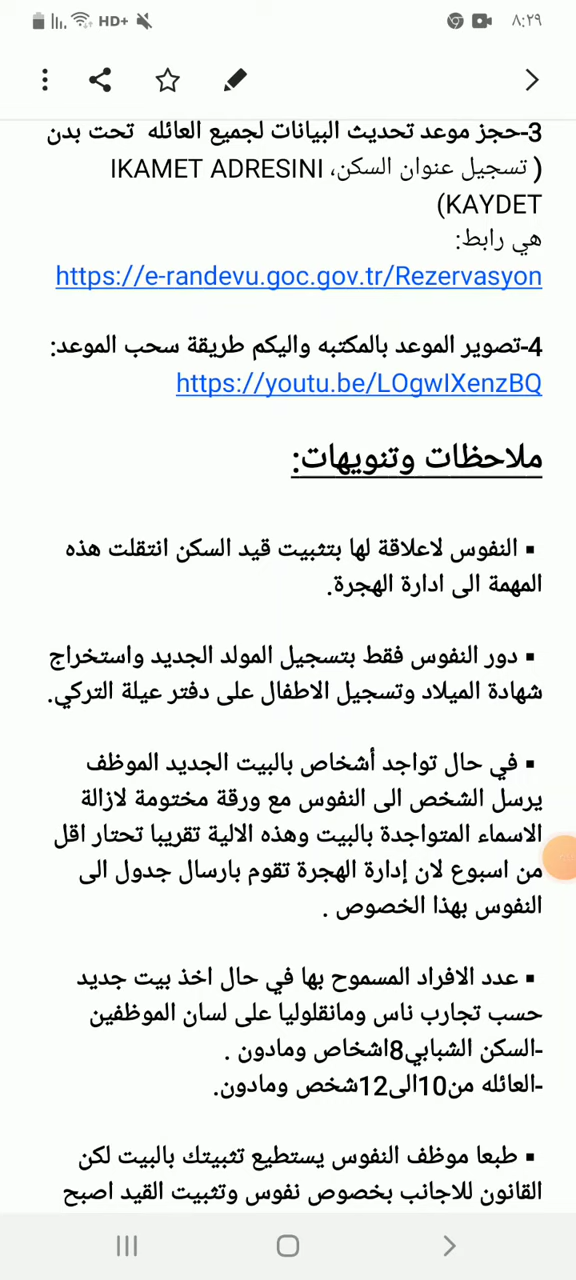 HD+ ٨:٢٩
3-حجز موعد تحديث البيانات لجميع العائله تحت بدن
( تسجيل عنوان السكن، IKAMET ADRESINI
KAYDET)
هي رابط:
https://e-randevu.goc.gov.tr/Rezervasyon
4-تصوير الموعد بالمكتبه واليكم طريقة سحب الموعد:
https://youtu.be/LOgwIXenzBQ
ملاحظات وتنويهات:
▪ النفوس لاعلاقة لها بتثبيت قيد السكن انتقلت هذه
المهمة الى ادارة الهجرة.
▪ دور النفوس فقط بتسجيل المولد الجديد واستخراج
شهادة الميلاد وتسجيل الاطفال على دفتر عيلة التركي.
▪ في حال تواجد أشخاص بالبيت الجديد الموظف
يرسل الشخص الى النفوس مع ورقة مختومة لازالة
الاسماء المتواجدة بالبيت وهذه الالية تقريبا تحتار اقل
من اسبوع لان إدارة الهجرة تقوم بارسال جدول الى
النفوس بهذا الخصوص .
▪ عدد الافراد المسموح بها في حال اخذ بيت جديد
حسب تجارب ناس ومانقلوليا على لسان الموظفين
-السكن الشبابي8اشخاص ومادون .
-العائله من10الى12شخص ومادون.
▪ طبعا موظف النفوس يستطيع تثبيتك بالبيت لكن
القانون للاجانب بخصوص نفوس وتثبيت القيد اصبح